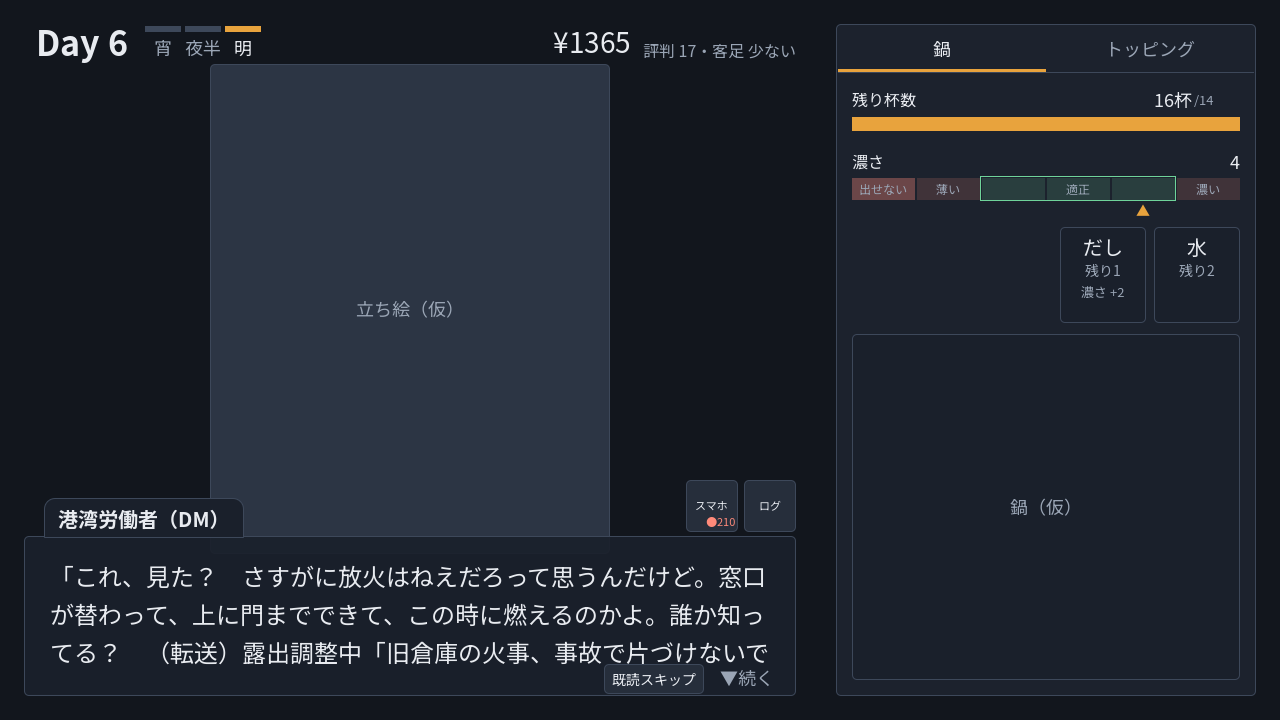 Day 6
宵 夜半 明
¥1365
評判 17・客足 少ない
鍋
トッピング
残り杯数
16杯/14
濃さ
4
出せない
薄い
適正
濃い
だし
残り1
濃さ +2
水
残り2
立ち絵（仮）
鍋（仮）
スマホ
210
ログ
港湾労働者（DM）
「これ、見た？　さすがに放火はねえだろって思うんだけど。窓口
が替わって、上に門までできて、この時に燃えるのかよ。誰か知っ
てる？　（転送）露出調整中「旧倉庫の火事、事故で片づけないで
既読スキップ
▼続く